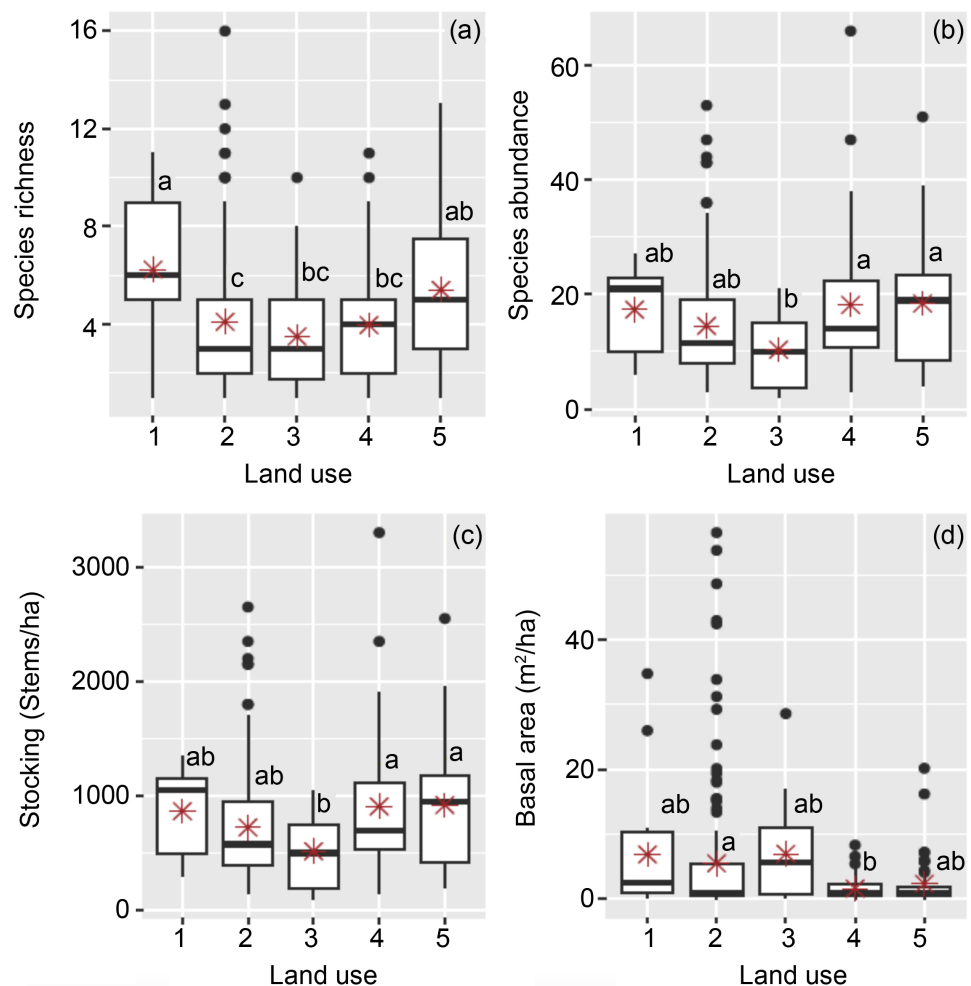 (a)
Species richness
16
12
8
4
a
c
bc
bc
ab
1 2 3 4 5
Land use
(b)
Species abundance
60
40
20
0
ab
ab
b
a
a
1 2 3 4 5
Land use
(c)
Stocking (Stems/ha)
3000
2000
1000
0
ab
ab
b
a
a
1 2 3 4 5
Land use
(d)
Basal area (m²/ha)
40
20
0
ab
a
ab
b
ab
1 2 3 4 5
Land use